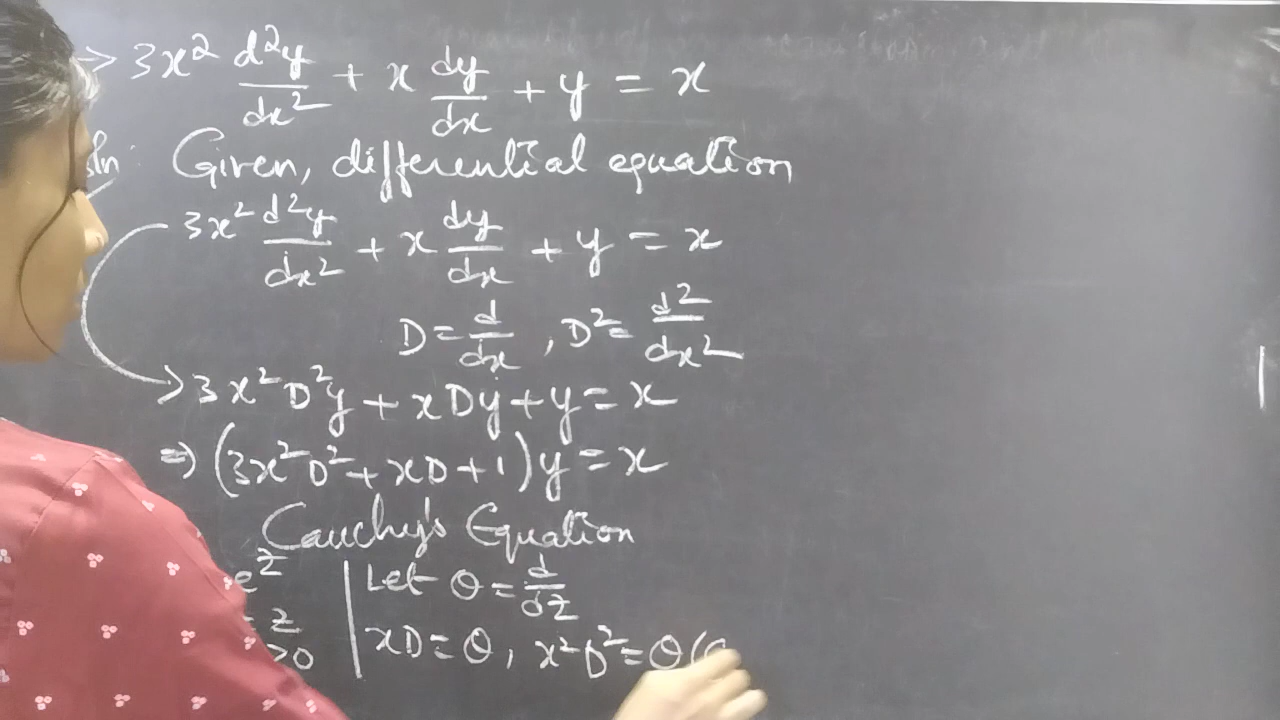 → 3x² d²y/dx² + x dy/dx + y = x
ln: Given, differential equation
3x² d²y/dx² + x dy/dx + y = x
D = d/dx , D² = d²/dx²
→ 3x²D²y + xDy + y = x
⇒ (3x²D² + xD + 1)y = x
Cauchy's Equation
e^z | Let θ = d/dz
= z
>0 | xD = θ, x²D² = θ(